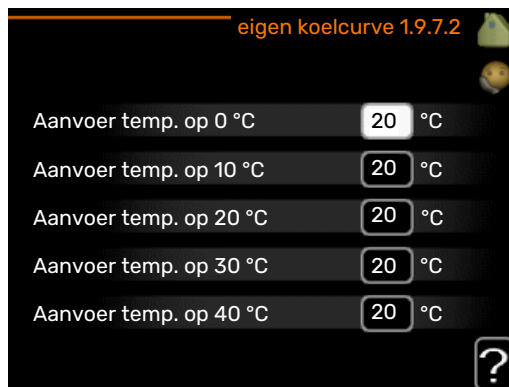 eigen koelcurve 1.9.7.2
Aanvoer temp. op 0 °C 20 °C
Aanvoer temp. op 10 °C 20 °C
Aanvoer temp. op 20 °C 20 °C
Aanvoer temp. op 30 °C 20 °C
Aanvoer temp. op 40 °C 20 °C
?